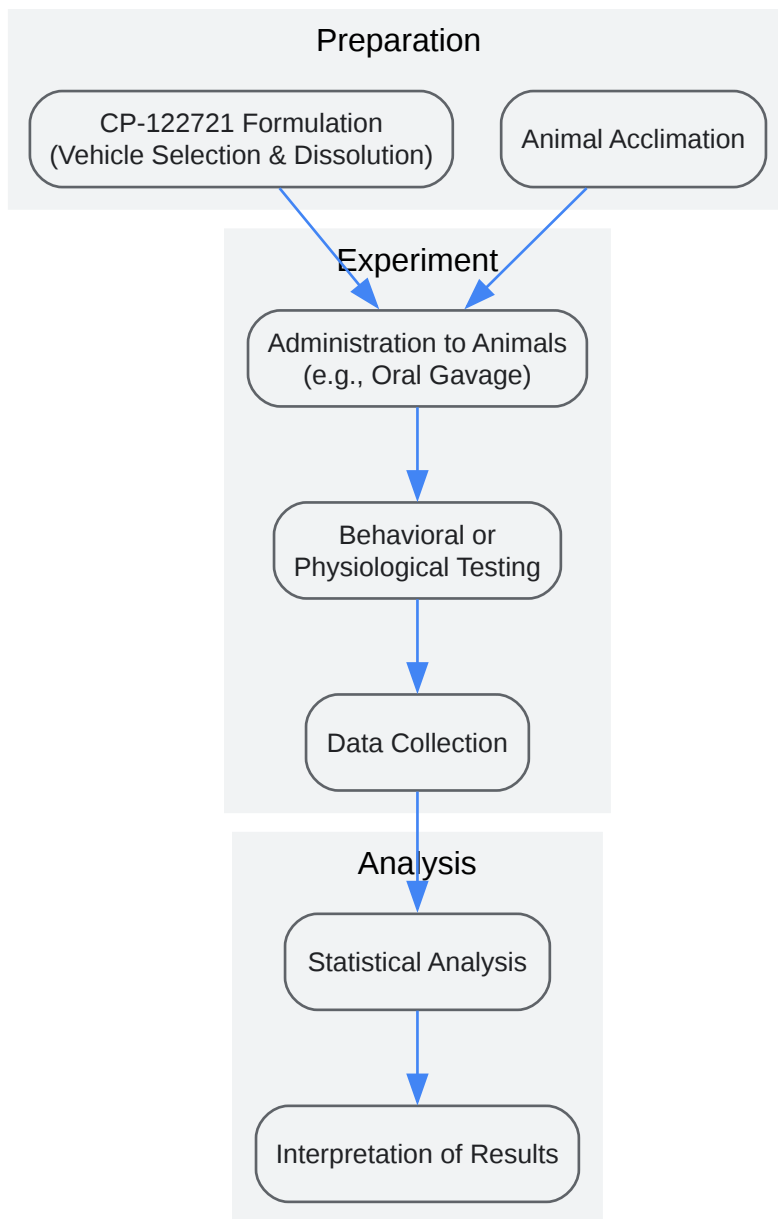 Preparation
CP-122721 Formulation
(Vehicle Selection & Dissolution)
Animal Acclimation
Experiment
Administration to Animals
(e.g., Oral Gavage)
Behavioral or
Physiological Testing
Data Collection
Analysis
Statistical Analysis
Interpretation of Results